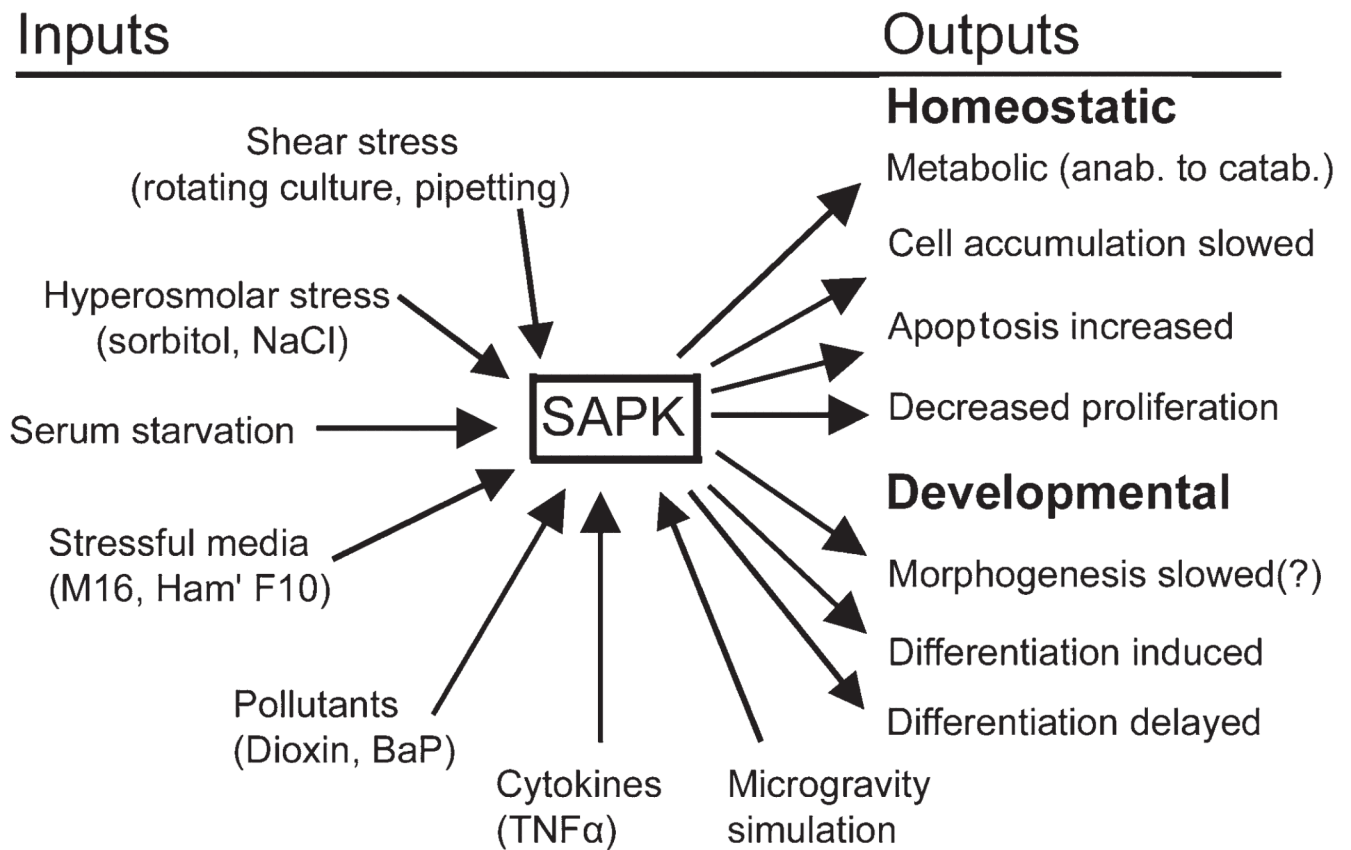 Inputs
Outputs
Shear stress
(rotating culture, pipetting)
Hyperosmolar stress
(sorbitol, NaCl)
Serum starvation
Stressful media
(M16, Ham' F10)
Pollutants
(Dioxin, BaP)
Cytokines
(TNFα)
Microgravity
simulation
SAPK
Homeostatic
Metabolic (anab. to catab.)
Cell accumulation slowed
Apoptosis increased
Decreased proliferation
Developmental
Morphogenesis slowed(?)
Differentiation induced
Differentiation delayed